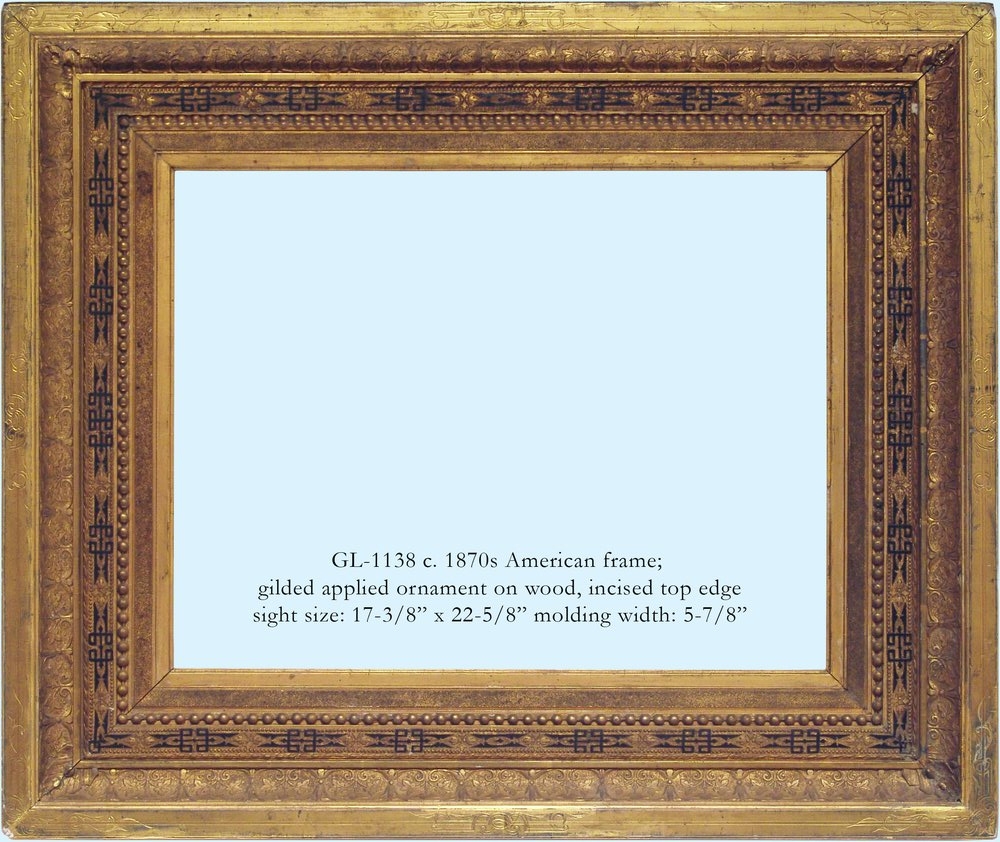 GL-1138 c. 1870s American frame;
gilded applied ornament on wood, incised top edge
sight size: 17-3/8” x 22-5/8” molding width: 5-7/8”